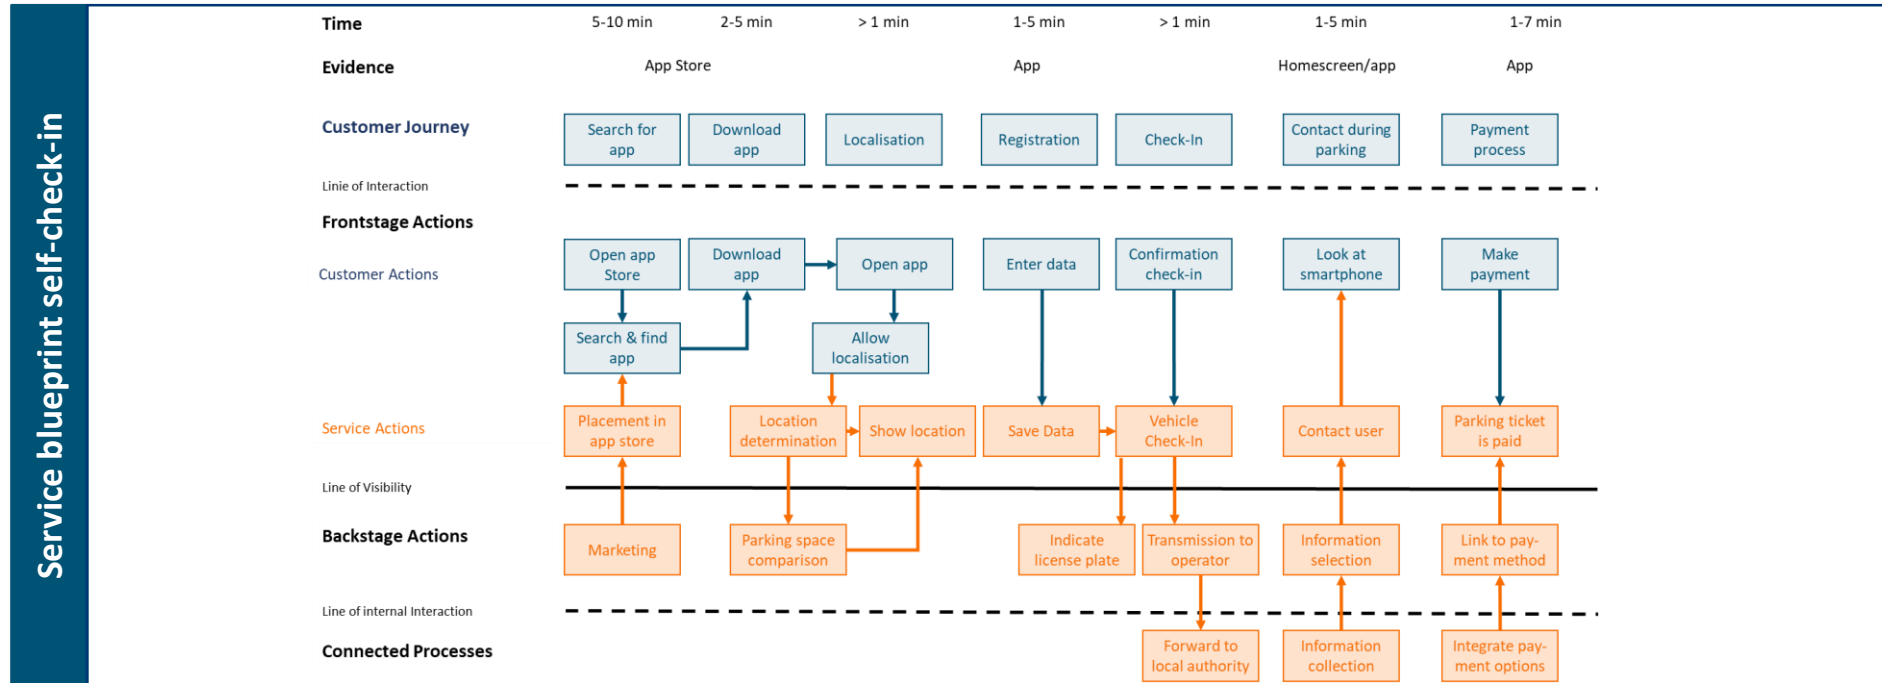 Service blueprint self-check-in
Time
5-10 min
2-5 min
> 1 min
1-5 min
> 1 min
1-5 min
1-7 min
Evidence
App Store
App
Homescreen/app
App
Customer Journey
Search for
app
Download
app
Localisation
Registration
Check-In
Contact during
parking
Payment
process
Linie of Interaction
Frontstage Actions
Customer Actions
Open app
Store
Download
app
Open app
Enter data
Confirmation
check-in
Look at
smartphone
Make
payment
Search & find
app
Allow
localisation
Service Actions
Placement in
app store
Location
determination
Show location
Save Data
Vehicle
Check-In
Contact user
Parking ticket
is paid
Line of Visibility
Backstage Actions
Marketing
Parking space
comparison
Indicate
license plate
Transmission to
operator
Information
selection
Link to pay-
ment method
Line of internal Interaction
Connected Processes
Forward to
local authority
Information
collection
Integrate pay-
ment options